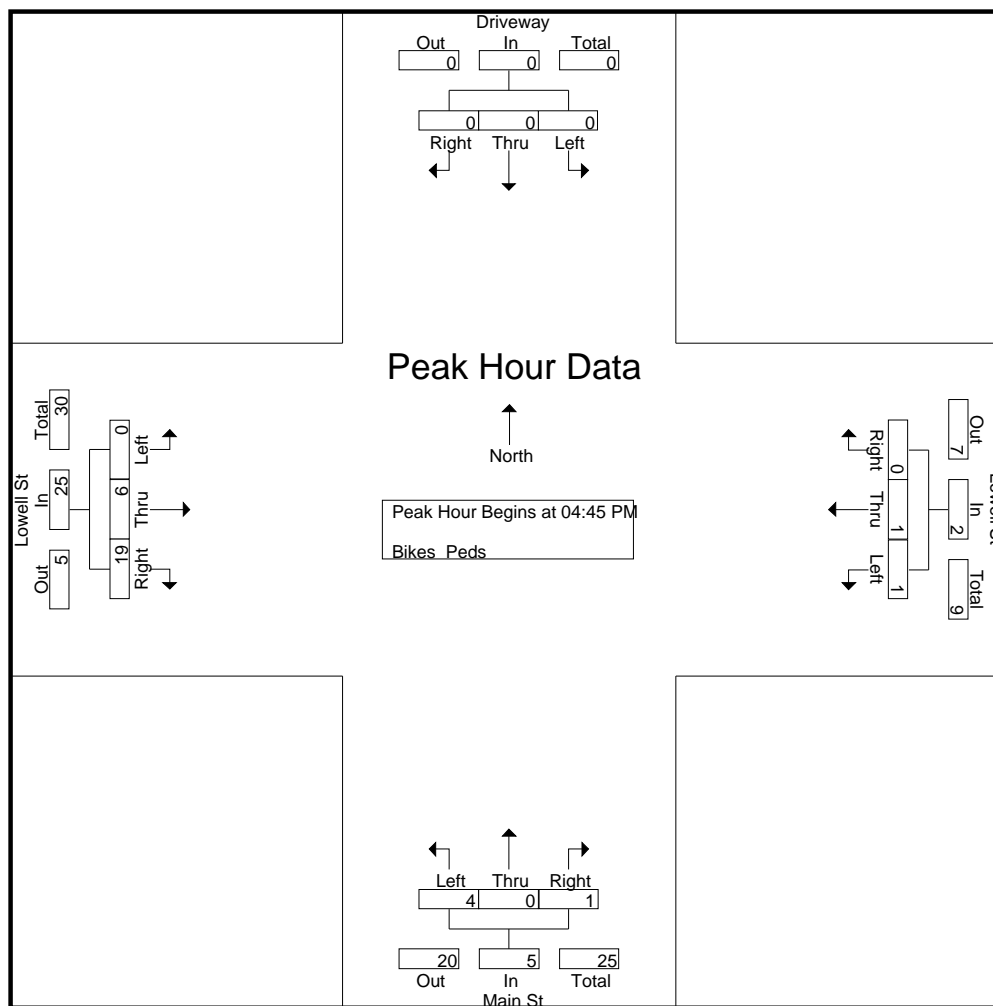 Driveway
Out In Total
0 0 0
0 0 0
Right Thru Left
Peak Hour Data
North
Peak Hour Begins at 04:45 PM
Bikes Peds
Lowell St
Total In Out
30 25 5
0 6 19
Left Thru Right
Lowell St
Out In Total
7 2 9
0 1 1
Right Thru Left
Left Thru Right
4 0 1
20 5 25
Out In Total
Main St